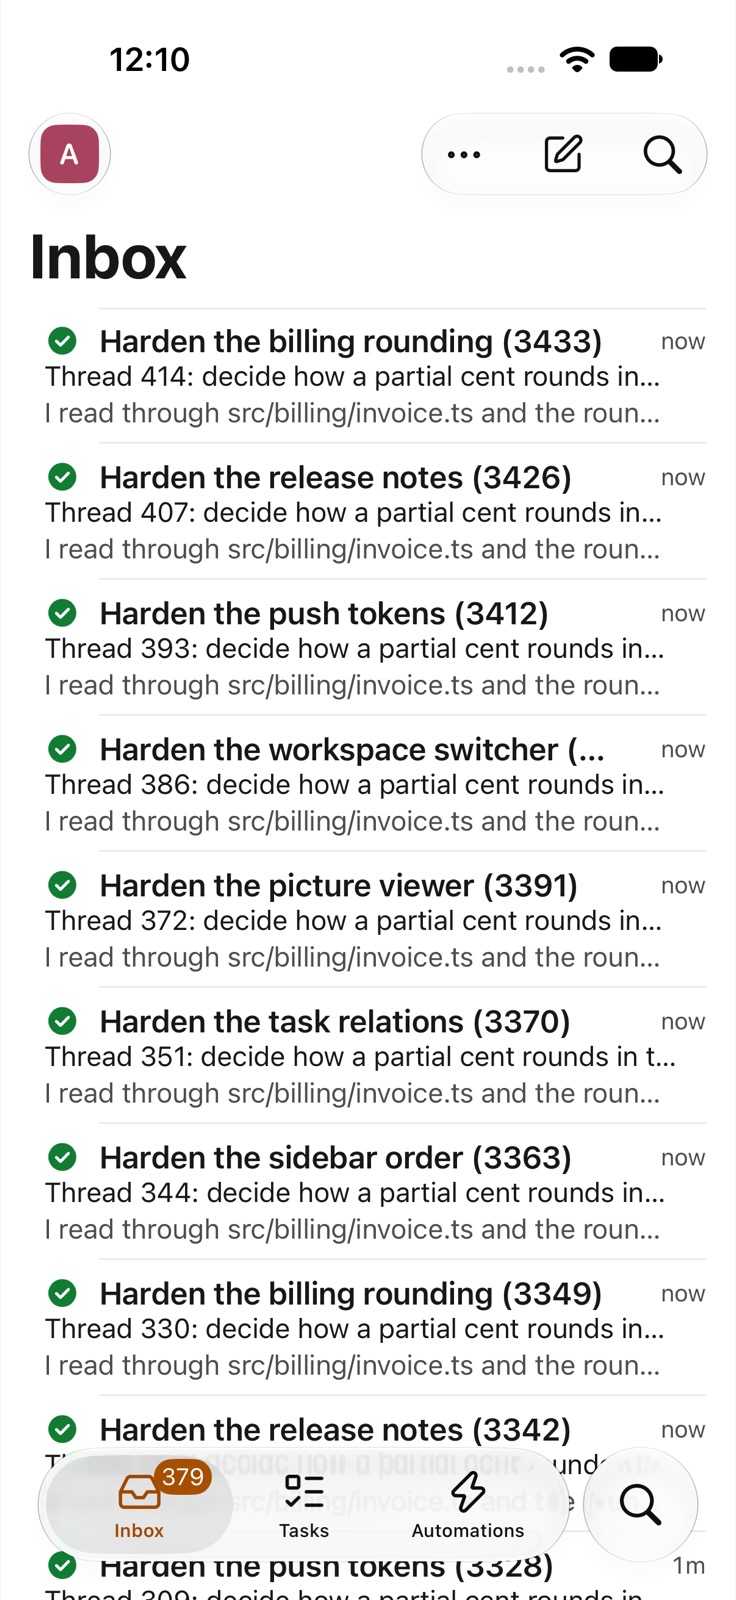 12:10
A
Inbox
Harden the billing rounding (3433) now
Thread 414: decide how a partial cent rounds in...
I read through src/billing/invoice.ts and the roun...
Harden the release notes (3426) now
Thread 407: decide how a partial cent rounds in...
I read through src/billing/invoice.ts and the roun...
Harden the push tokens (3412) now
Thread 393: decide how a partial cent rounds in...
I read through src/billing/invoice.ts and the roun...
Harden the workspace switcher (... now
Thread 386: decide how a partial cent rounds in...
I read through src/billing/invoice.ts and the roun...
Harden the picture viewer (3391) now
Thread 372: decide how a partial cent rounds in...
I read through src/billing/invoice.ts and the roun...
Harden the task relations (3370) now
Thread 351: decide how a partial cent rounds in t...
I read through src/billing/invoice.ts and the roun...
Harden the sidebar order (3363) now
Thread 344: decide how a partial cent rounds in...
I read through src/billing/invoice.ts and the roun...
Harden the billing rounding (3349) now
Thread 330: decide how a partial cent rounds in...
I read through src/billing/invoice.ts and the roun...
Harden the release notes (3342) now
379
Inbox Tasks Automations
Harden the push tokens (3328) 1m
Thread 309: decide how a partial cent rounds in